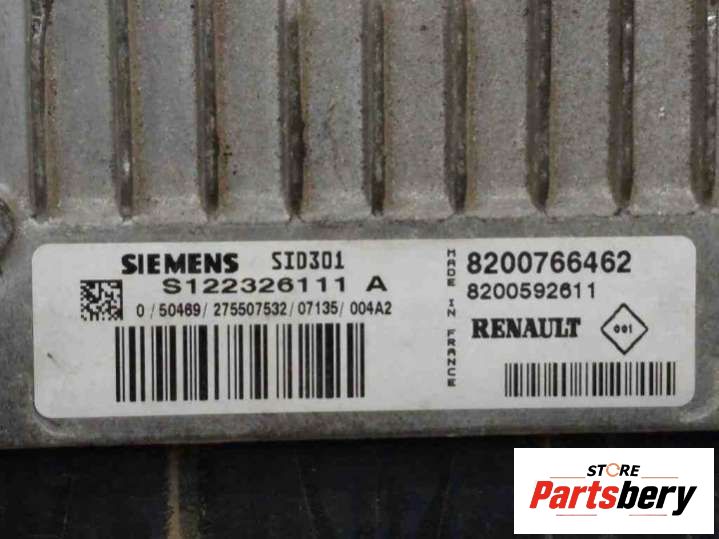 SIEMENS SID301
S122326111 A
0/50469/275507532/07135/004A2
MADE IN FRANCE
8200766462
8200592611
RENAULT 001
STORE
Partsbery